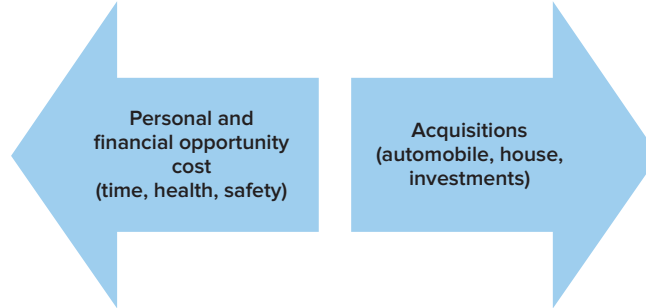 Personal and
financial opportunity
cost
(time, health, safety)
Acquisitions
(automobile, house,
investments)